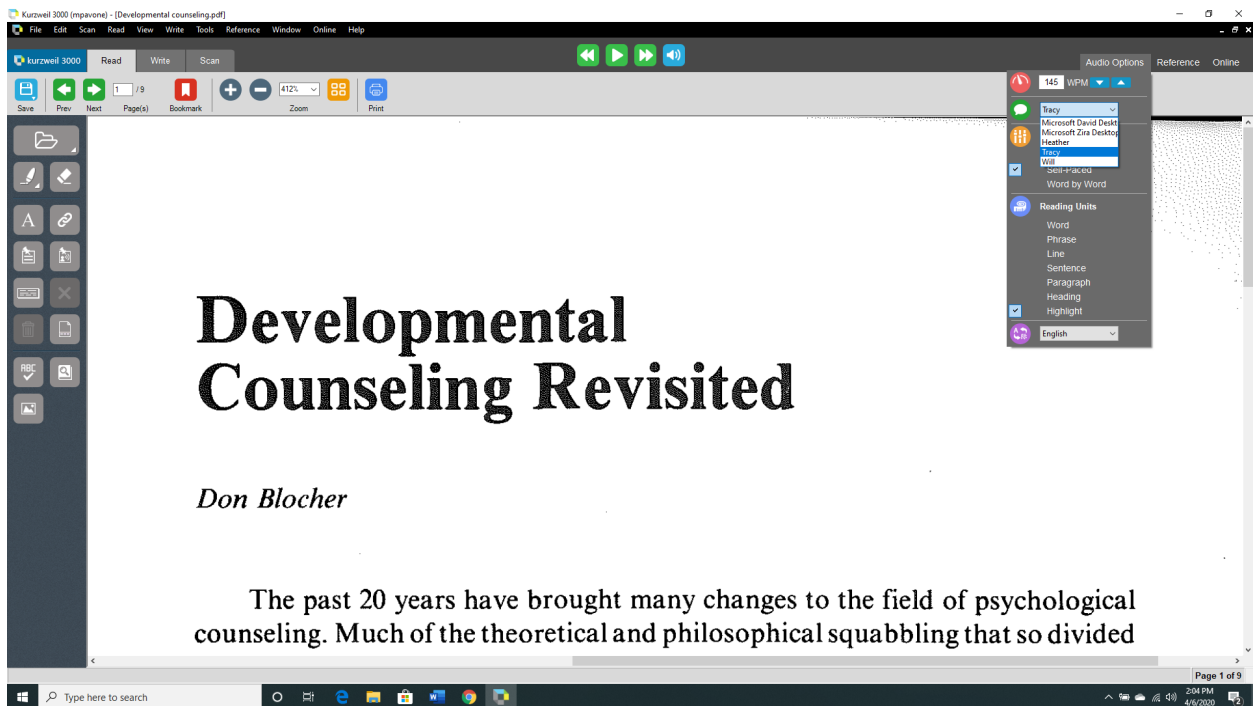 Kurzweil 3000 (mpavone) - [Developmental counseling.pdf]
File Edit Scan Read View Write Tools Reference Window Online Help
kurzweil 3000 Read Write Scan
Audio Options Reference Online
1 /9
412%
Save Prev Next Page(s) Bookmark Zoom Print
145 WPM
Tracy
Microsoft David Deskt
Microsoft Zira Desktop
Heather
Tracy
Will
Self-Paced
Word by Word
Reading Units
Word
Phrase
Line
Sentence
Paragraph
Heading
Highlight
English
A
ABC
Developmental
Counseling Revisited
Don Blocher
The past 20 years have brought many changes to the field of psychological
counseling. Much of the theoretical and philosophical squabbling that so divided
Page 1 of 9
Type here to search
2:04 PM
4/6/2020